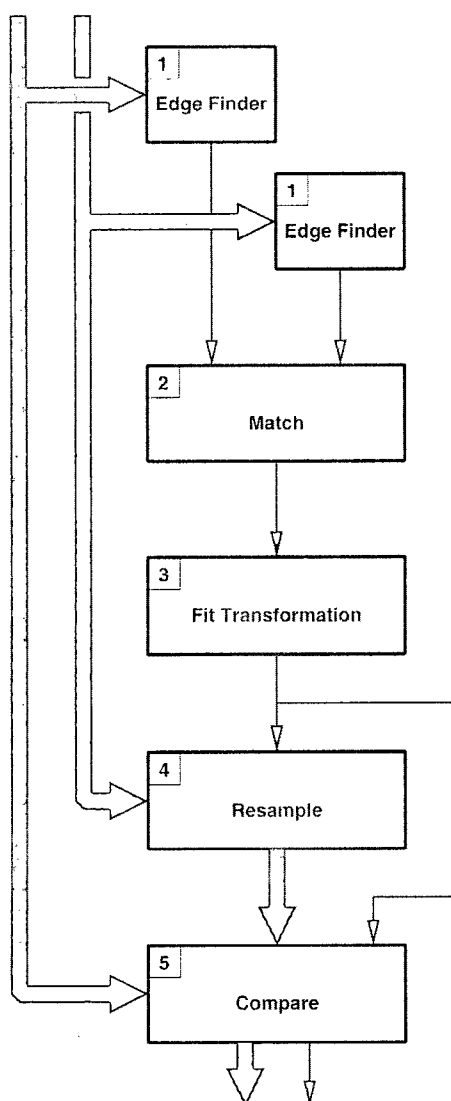 1
Edge Finder
1
Edge Finder
2
Match
3
Fit Transformation
4
Resample
5
Compare